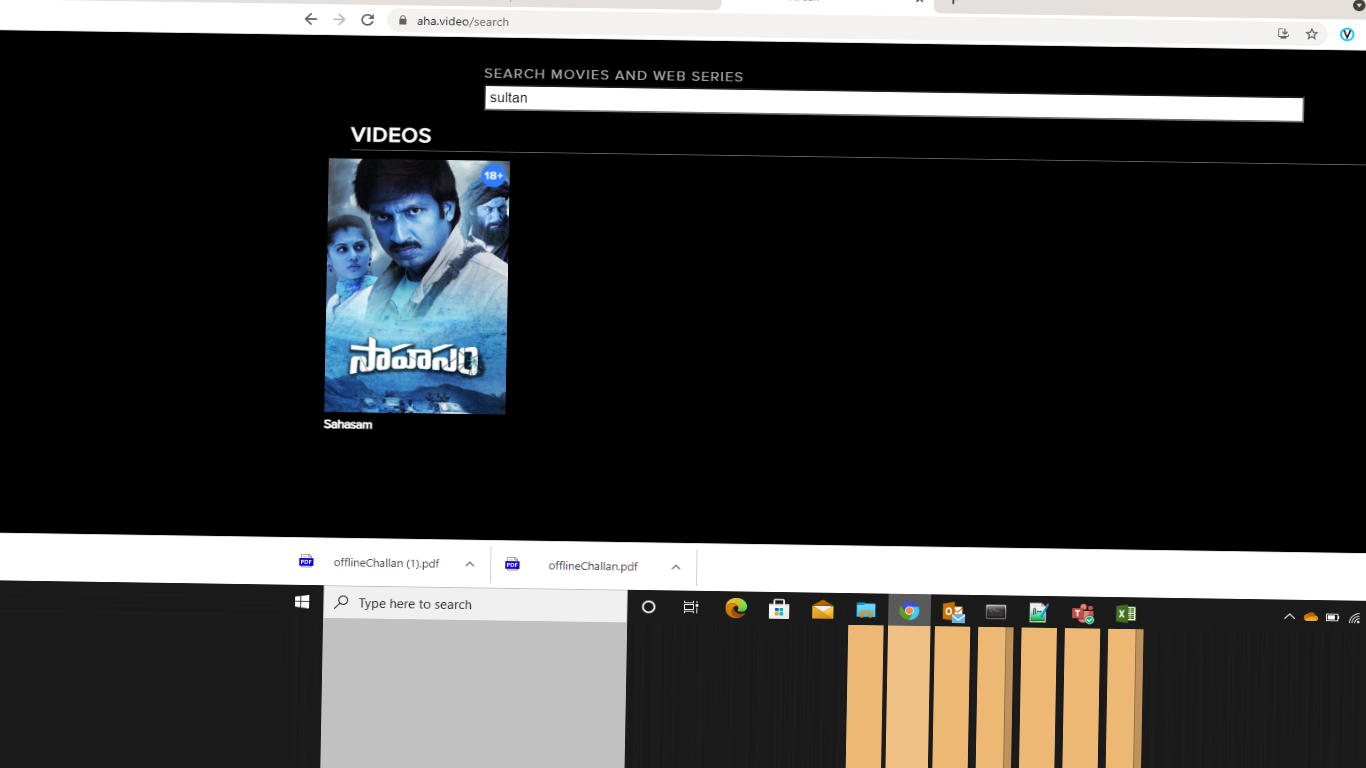 aha.video/search
SEARCH MOVIES AND WEB SERIES
sultan
VIDEOS
18+
సాహసం
Sahasam
offlineChallan (1).pdf
offlineChallan.pdf
Type here to search